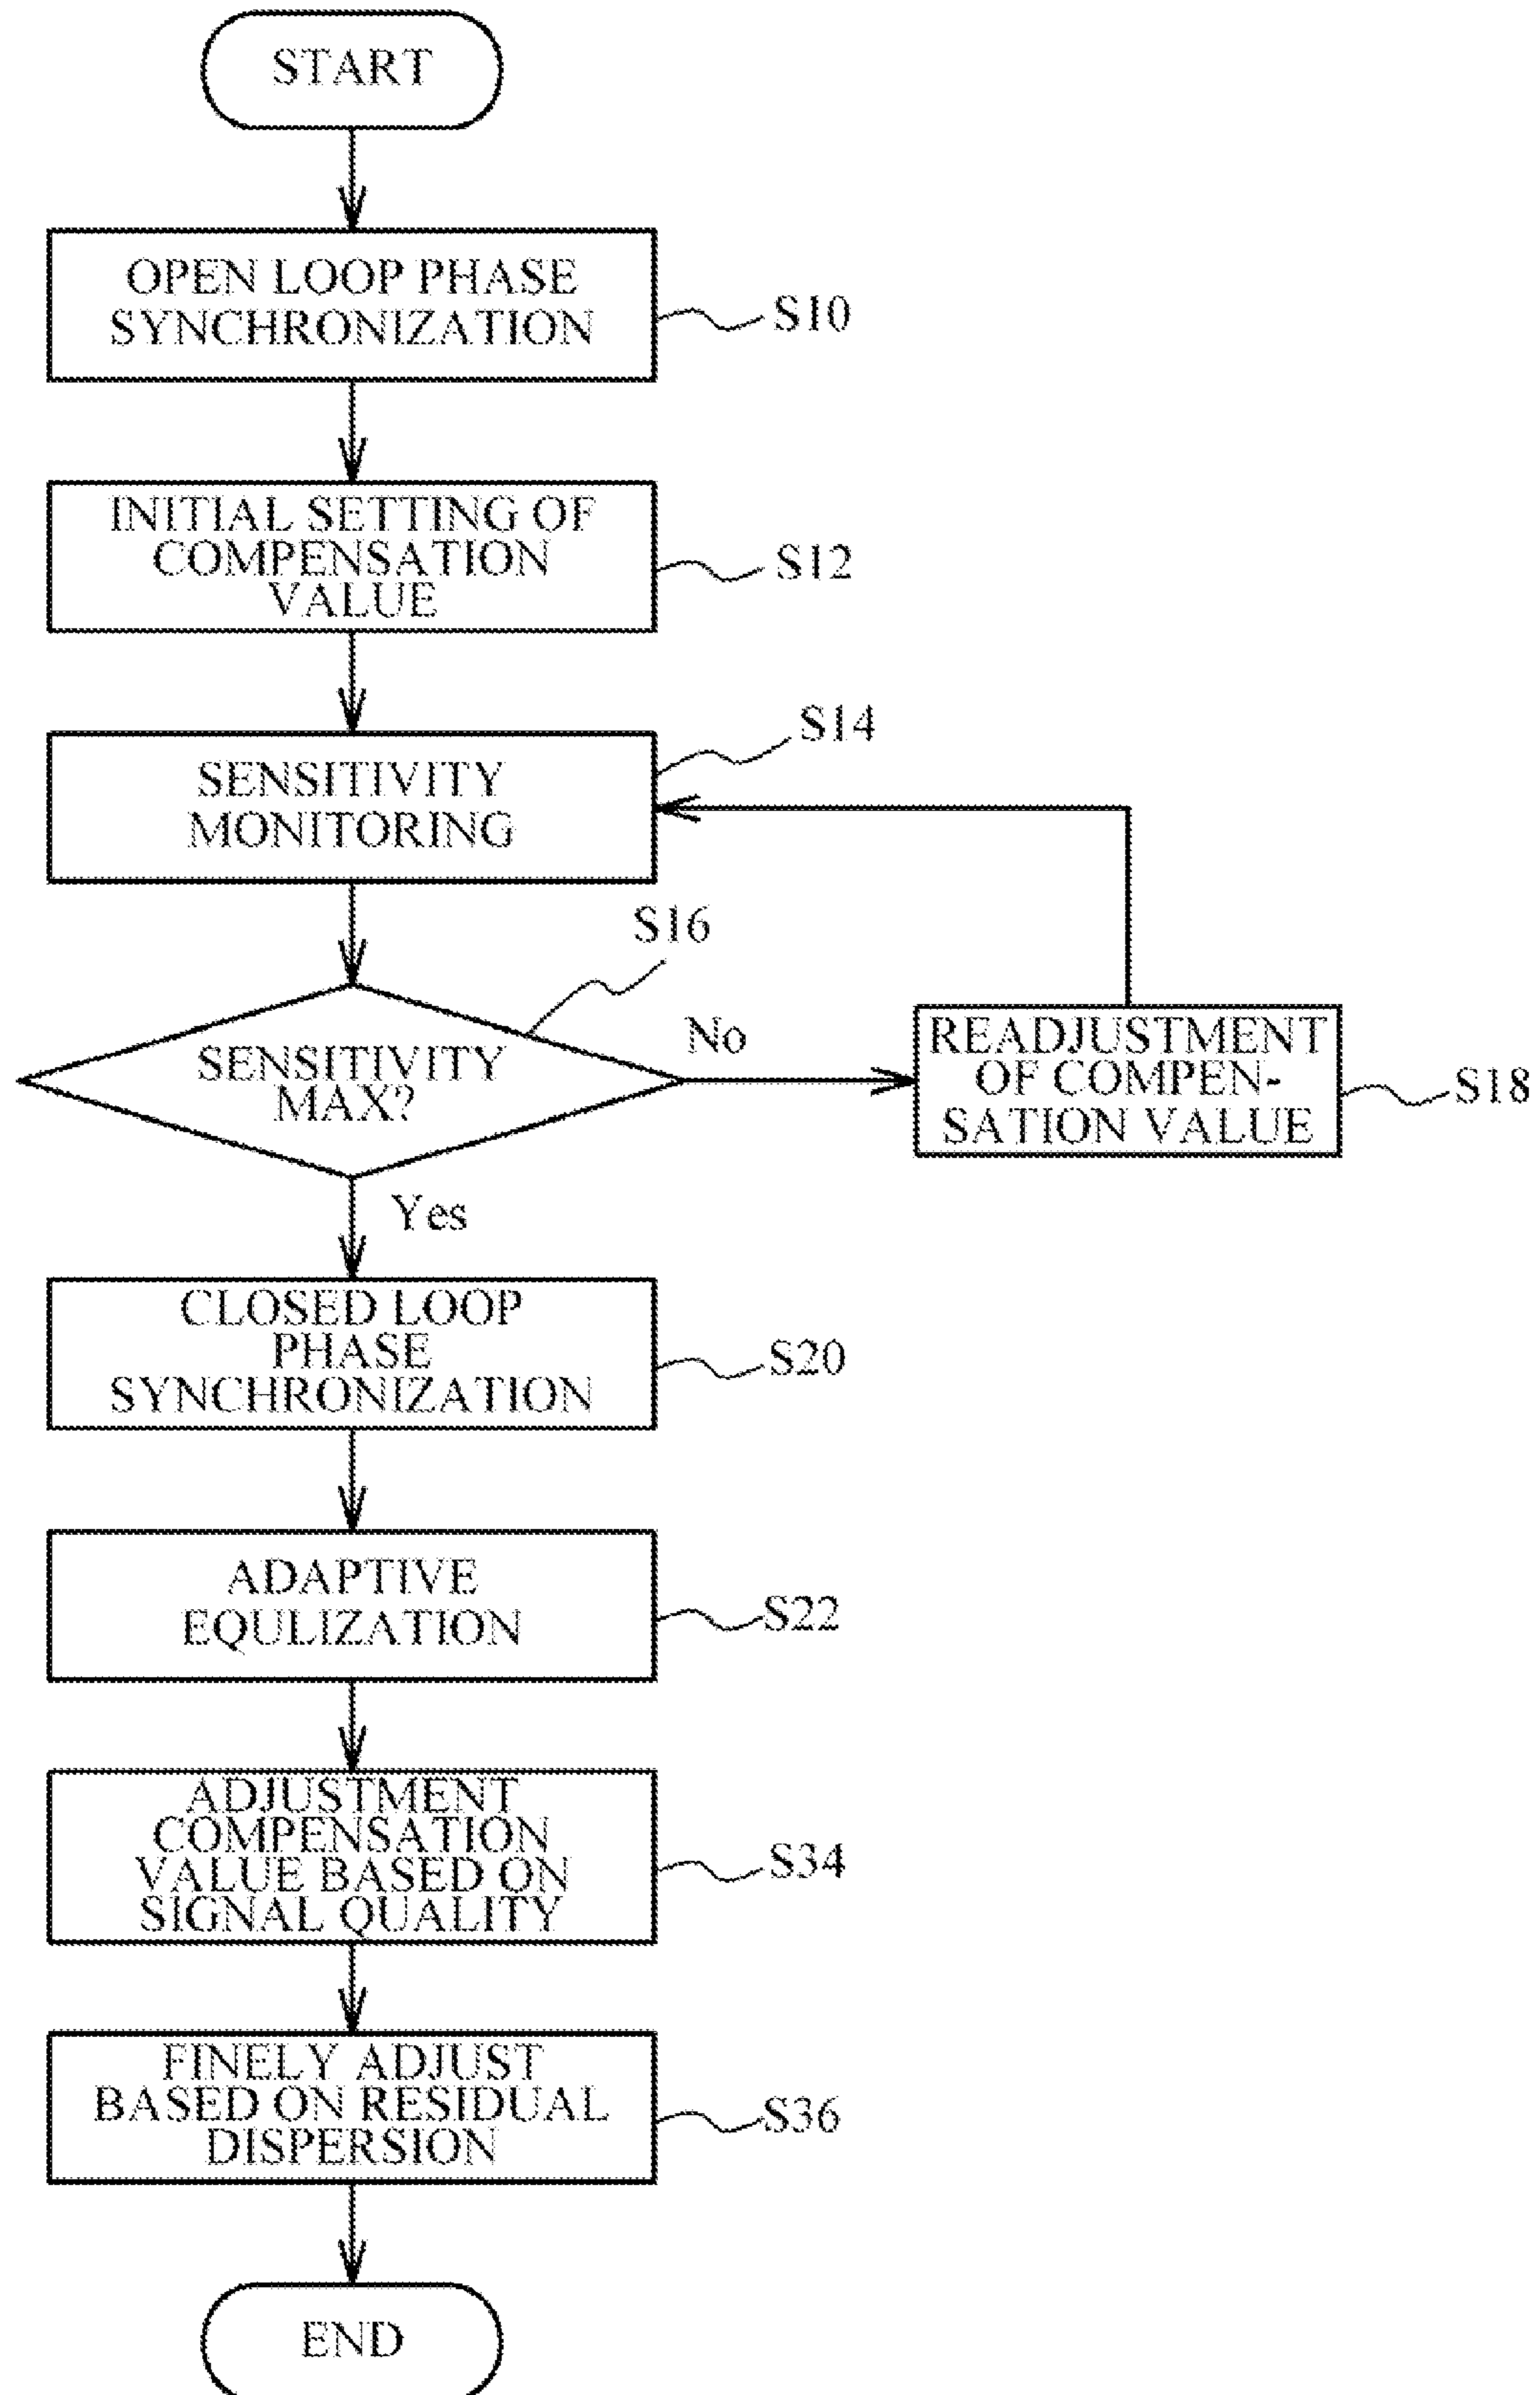 START
OPEN LOOP PHASE
SYNCHRONIZATION
S10
INITIAL SETTING OF
COMPENSATION
VALUE
S12
SENSITIVITY
MONITORING
S14
SENSITIVITY
MAX?
S16
No
READJUSTMENT
OF COMPEN-
SATION VALUE
S18
Yes
CLOSED LOOP
PHASE
SYNCHRONIZATION
S20
ADAPTIVE
EQULIZATION
S22
ADJUSTMENT
COMPENSATION
VALUE BASED ON
SIGNAL QUALITY
S34
FINELY ADJUST
BASED ON RESIDUAL
DISPERSION
S36
END